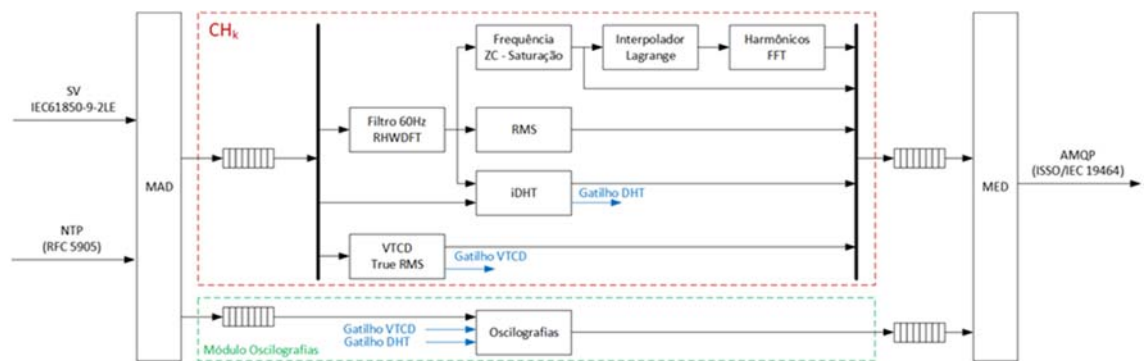 CHk
SV
IEC61850-9-2LE
MAD
NTP
(RFC 5905)
Filtro 60Hz
RHWDFT
Frequência
ZC - Saturação
Interpolador
Lagrange
Harmônicos
FFT
RMS
iDHT
Gatilho DHT
VTCD
True RMS
Gatilho VTCD
MED
AMQP
(ISSO/IEC 19464)
Gatilho VTCD
Gatilho DHT
Oscilografias
Módulo Oscilografias